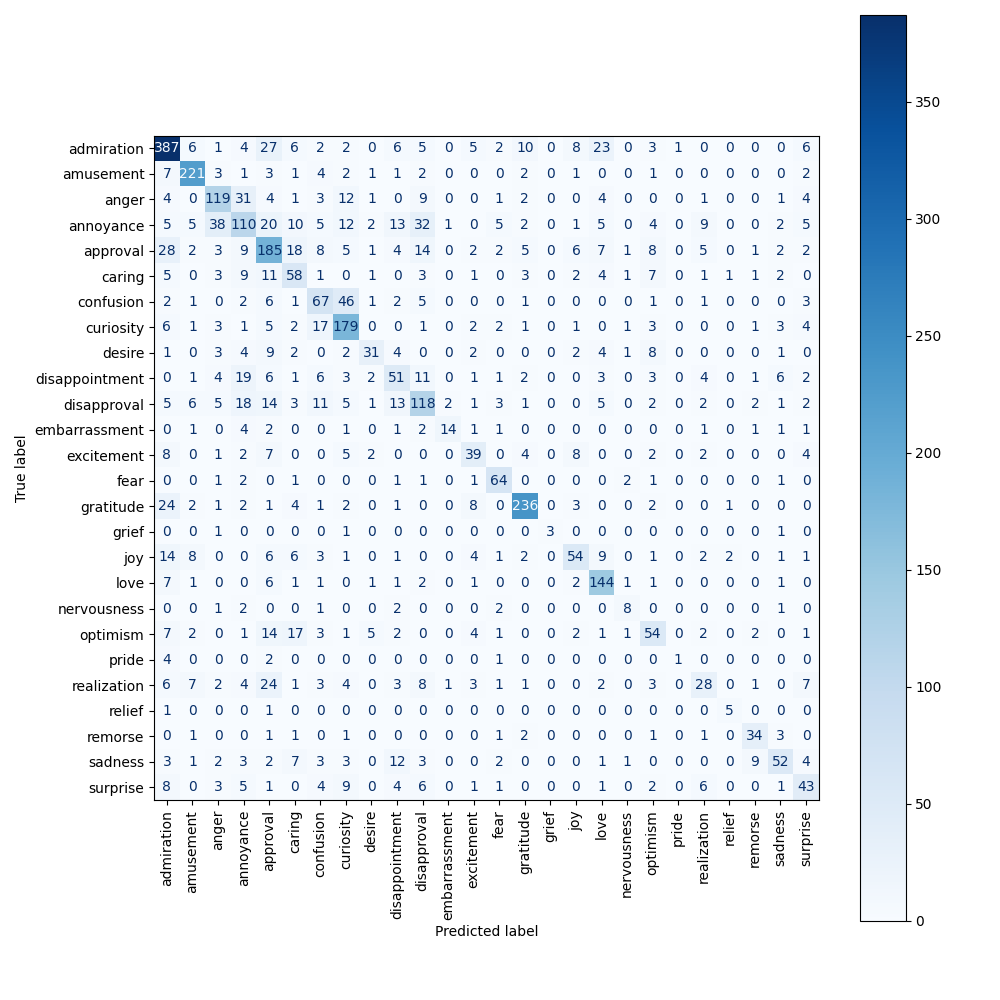 admiration 387 6 1 4 27 6 2 2 0 6 5 0 5 2 10 0 8 23 0 3 1 0 0 0 0 6
amusement 7 221 3 1 3 1 4 2 1 1 2 0 0 0 2 0 1 0 0 1 0 0 0 0 0 2
anger 4 0 119 31 4 1 3 12 1 0 9 0 0 1 2 0 0 4 0 0 0 1 0 0 1 4
annoyance 5 5 38 110 20 10 5 12 2 13 32 1 0 5 2 0 1 5 0 4 0 9 0 0 2 5
approval 28 2 3 9 185 18 8 5 1 4 14 0 2 2 5 0 6 7 1 8 0 5 0 1 2 2
caring 5 0 3 9 11 58 1 0 1 0 3 0 1 0 3 0 2 4 1 7 0 1 1 1 2 0
confusion 2 1 0 2 6 1 67 46 1 2 5 0 0 0 1 0 0 0 0 1 0 1 0 0 0 3
curiosity 6 1 3 1 5 2 17 179 0 0 1 0 2 2 1 0 1 0 1 3 0 0 0 1 3 4
desire 1 0 3 4 9 2 0 2 31 4 0 0 2 0 0 0 2 4 1 8 0 0 0 0 1 0
disappointment 0 1 4 19 6 1 6 3 2 51 11 0 1 1 2 0 0 3 0 3 0 4 0 1 6 2
disapproval 5 6 5 18 14 3 11 5 1 13 118 2 1 3 1 0 0 5 0 2 0 2 0 2 1 2
embarrassment 0 1 0 4 2 0 0 1 0 1 2 14 1 1 0 0 0 0 0 0 0 1 0 1 1 1
excitement 8 0 1 2 7 0 0 5 2 0 0 0 39 0 4 0 8 0 0 2 0 2 0 0 0 4
fear 0 0 1 2 0 1 0 0 0 1 1 0 1 64 0 0 0 0 2 1 0 0 0 0 1 0
gratitude 24 2 1 2 1 4 1 2 0 1 0 0 8 0 236 0 3 0 0 2 0 0 1 0 0 0
grief 0 0 1 0 0 0 0 1 0 0 0 0 0 0 0 3 0 0 0 0 0 0 0 0 1 0
joy 14 8 0 0 6 6 3 1 0 1 0 0 4 1 2 0 54 9 0 1 0 2 2 0 1 1
love 7 1 0 0 6 1 1 0 1 1 2 0 1 0 0 0 2 144 1 1 0 0 0 0 1 0
nervousness 0 0 1 2 0 0 1 0 0 2 0 0 0 2 0 0 0 0 8 0 0 0 0 0 1 0
optimism 7 2 0 1 14 17 3 1 5 2 0 0 4 1 0 0 2 1 1 54 0 2 0 2 0 1
pride 4 0 0 0 2 0 0 0 0 0 0 0 0 1 0 0 0 0 0 0 1 0 0 0 0 0
realization 6 7 2 4 24 1 3 4 0 3 8 1 3 1 1 0 0 2 0 3 0 28 0 1 0 7
relief 1 0 0 0 1 0 0 0 0 0 0 0 0 0 0 0 0 0 0 0 0 0 5 0 0 0
remorse 0 1 0 1 1 1 0 0 0 0 0 0 0 1 2 0 0 0 0 1 0 1 0 34 3 0
sadness 3 1 2 3 2 7 3 3 0 12 3 0 0 2 0 0 0 1 1 0 0 0 0 9 52 4
surprise 8 0 3 5 1 0 4 9 0 4 6 0 1 1 0 0 0 1 0 2 0 6 0 0 1 43
True label
admiration
amusement
anger
annoyance
approval
caring
confusion
curiosity
desire
disappointment
disapproval
embarrassment
excitement
fear
gratitude
grief
joy
love
nervousness
optimism
pride
realization
relief
remorse
sadness
surprise
Predicted label
350
300
250
200
150
100
50
0